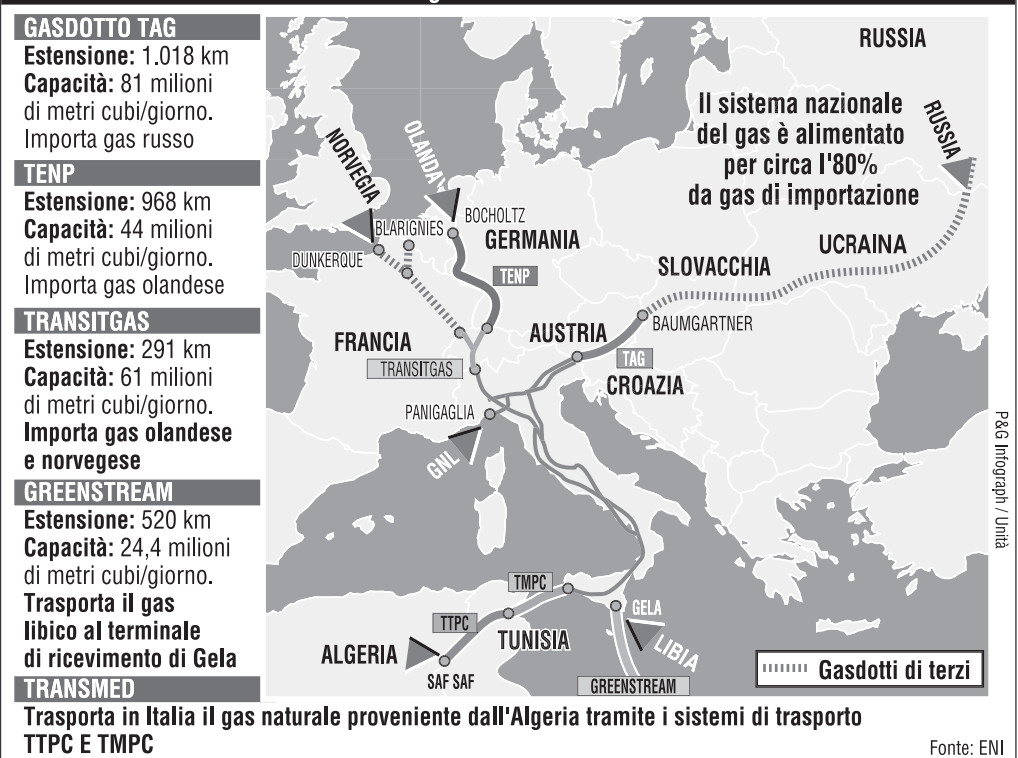 GASDOTTO TAG
Estensione: 1.018 km
Capacità: 81 milioni
di metri cubi/giorno.
Importa gas russo
TENP
Estensione: 968 km
Capacità: 44 milioni
di metri cubi/giorno.
Importa gas olandese
TRANSITGAS
Estensione: 291 km
Capacità: 61 milioni
di metri cubi/giorno.
Importa gas olandese
e norvegese
GREENSTREAM
Estensione: 520 km
Capacità: 24,4 milioni
di metri cubi/giorno.
Trasporta il gas
libico al terminale
di ricevimento di Gela
TRANSMED
Trasporta in Italia il gas naturale proveniente dall'Algeria tramite i sistemi di trasporto
TTPC E TMPC
RUSSIA
Il sistema nazionale
del gas è alimentato
per circa l'80%
da gas di importazione
RUSSIA
NORVEGIA
OLANDA
BLARIGNIES
BOCHOLTZ
GERMANIA
DUNKERQUE
TENP
UCRAINA
SLOVACCHIA
FRANCIA
AUSTRIA
BAUMGARTNER
TRANSITGAS
TAG
CROAZIA
PANIGAGLIA
GNL
TMPC
TTPC
GELA
TUNISIA
LIBIA
ALGERIA
SAF SAF
GREENSTREAM
Gasdotti di terzi
P&G Infograph / Unità
Fonte: ENI